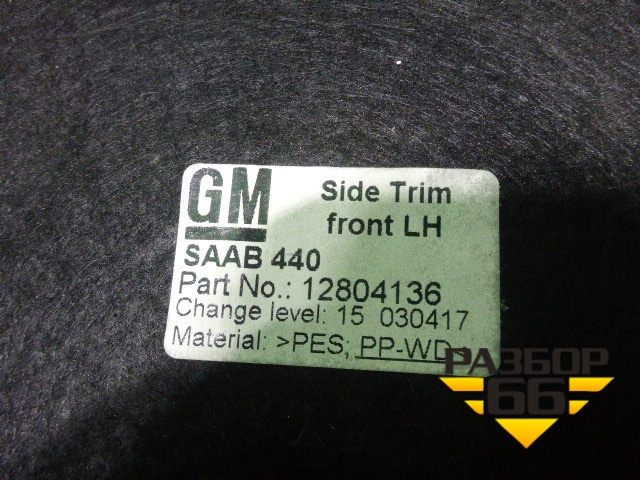 GM
Side Trim
front LH
SAAB 440
Part No.: 12804136
Change level: 15 030417
Material: >PES; PP-WD
РАЗБОР
66